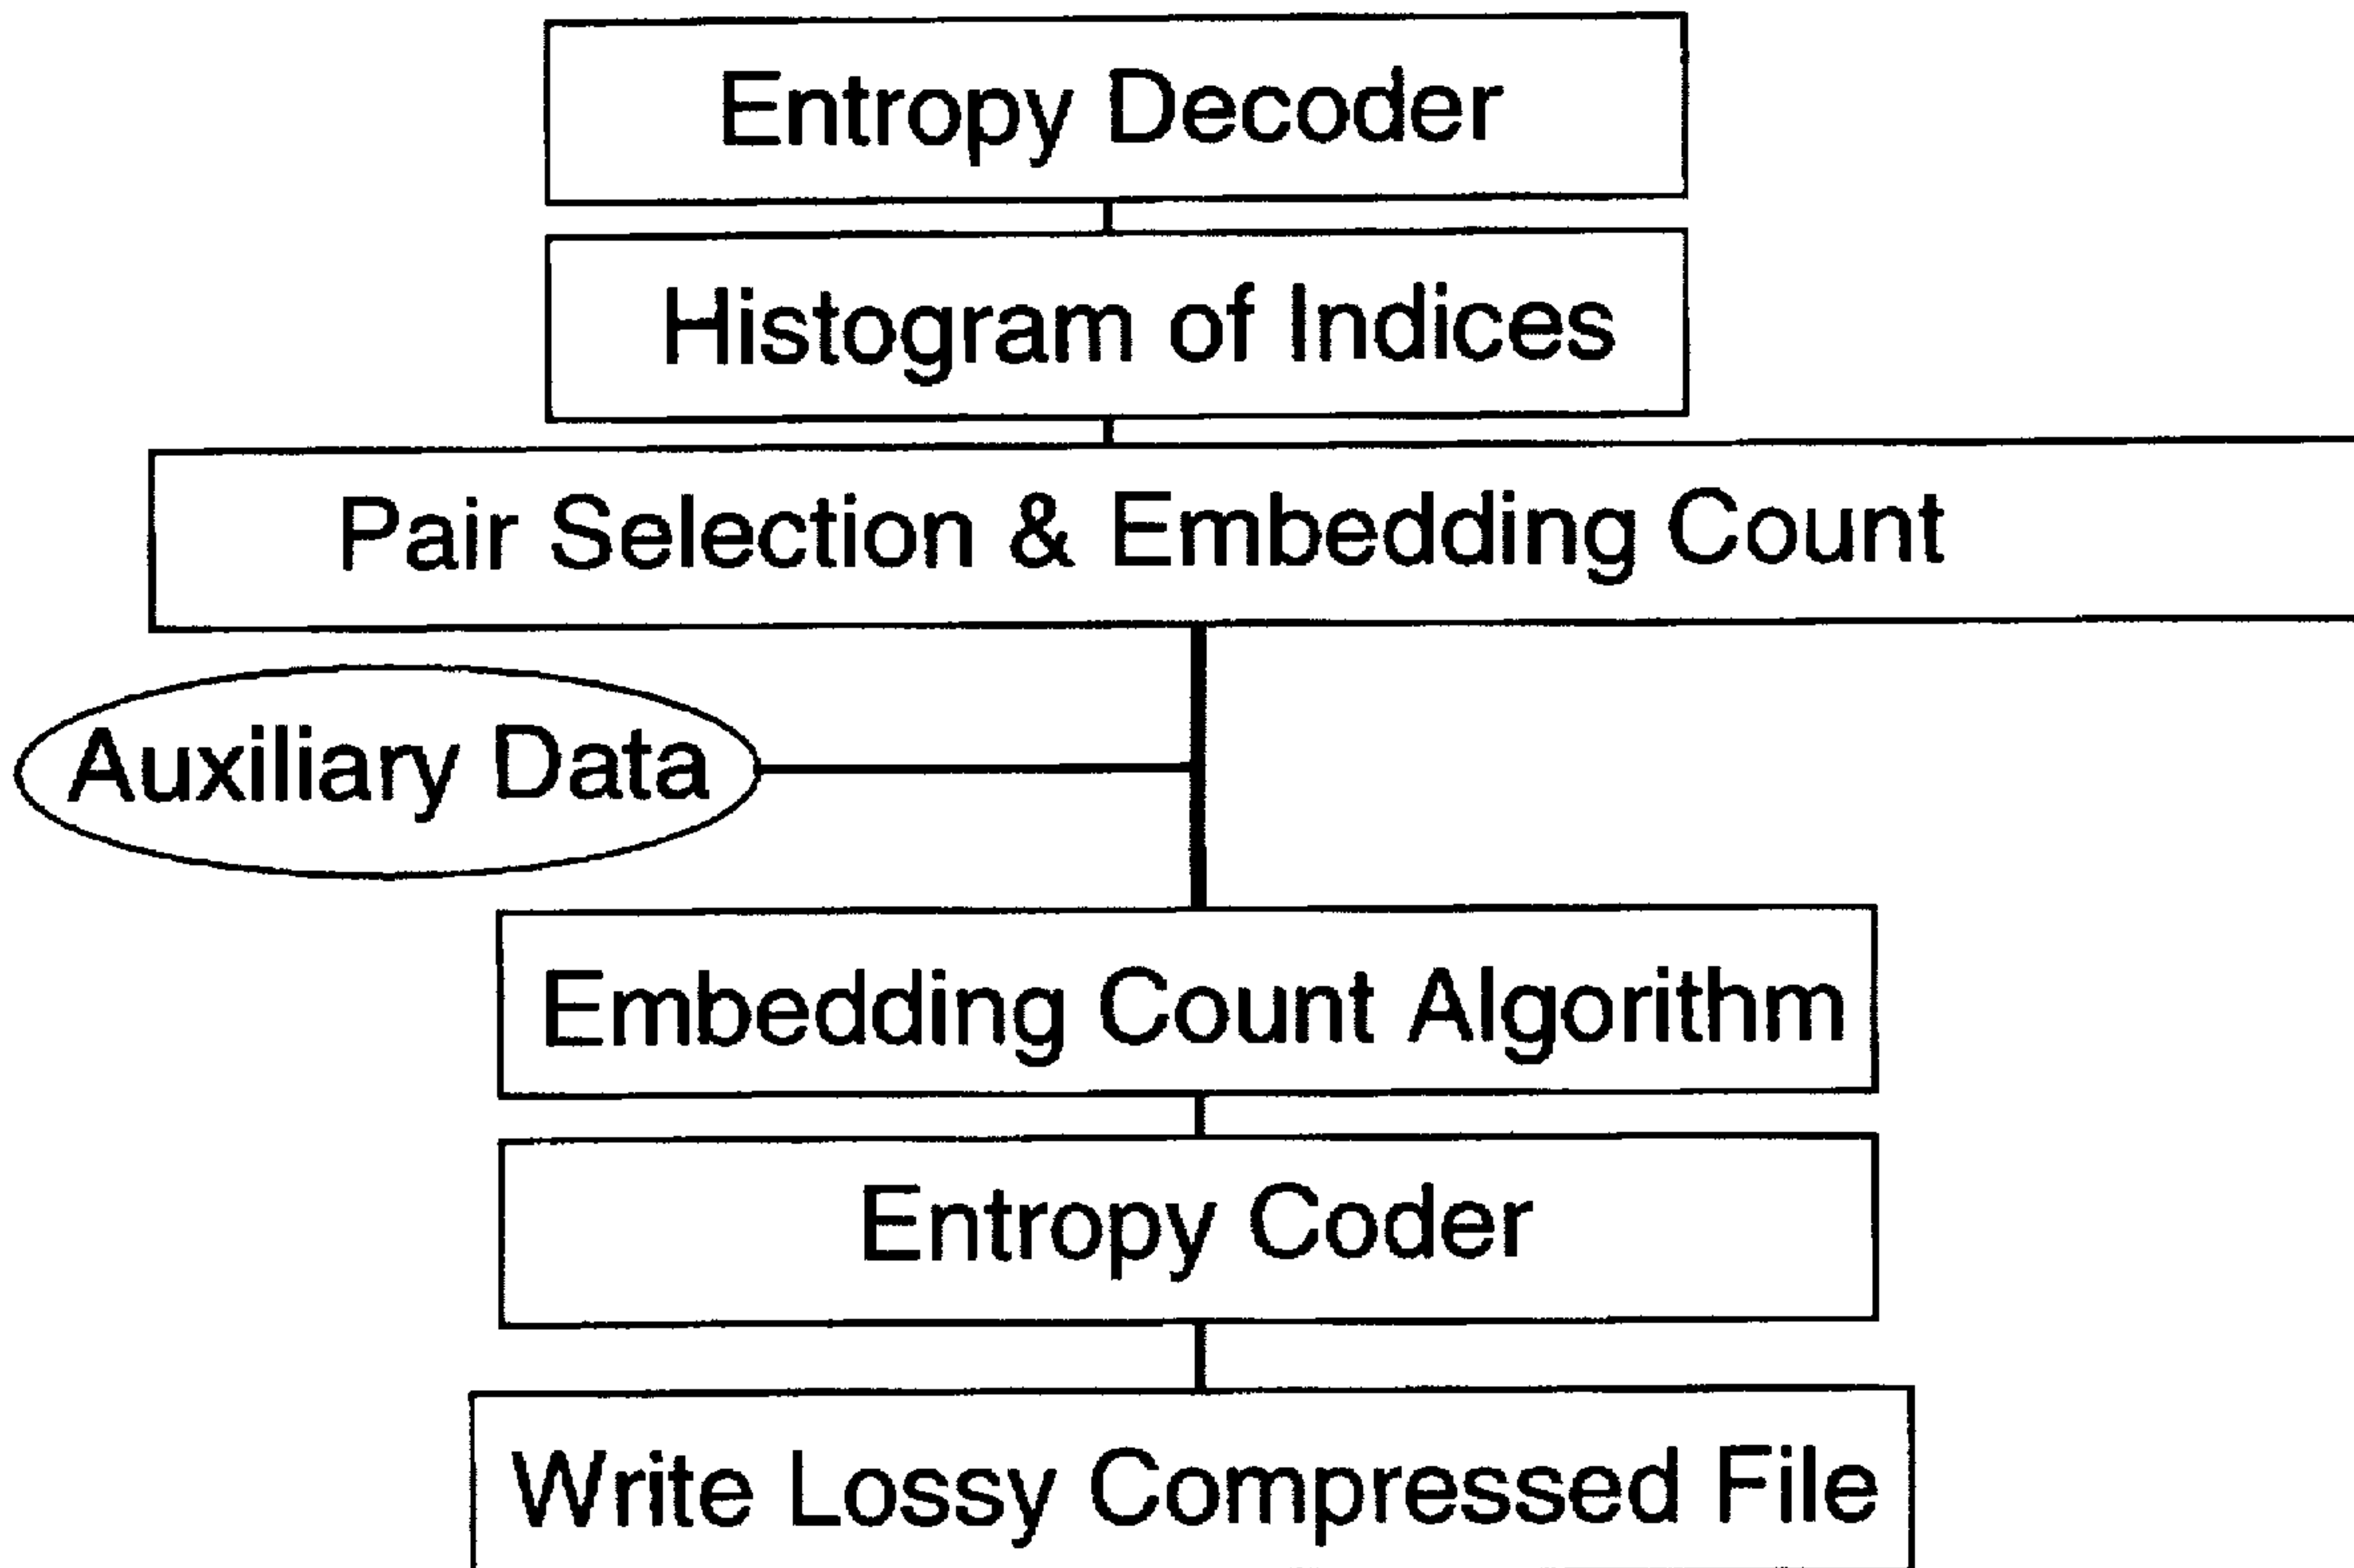 Entropy Decoder
Histogram of Indices
Pair Selection & Embedding Count
Auxiliary Data
Embedding Count Algorithm
Entropy Coder
Write Lossy Compressed File